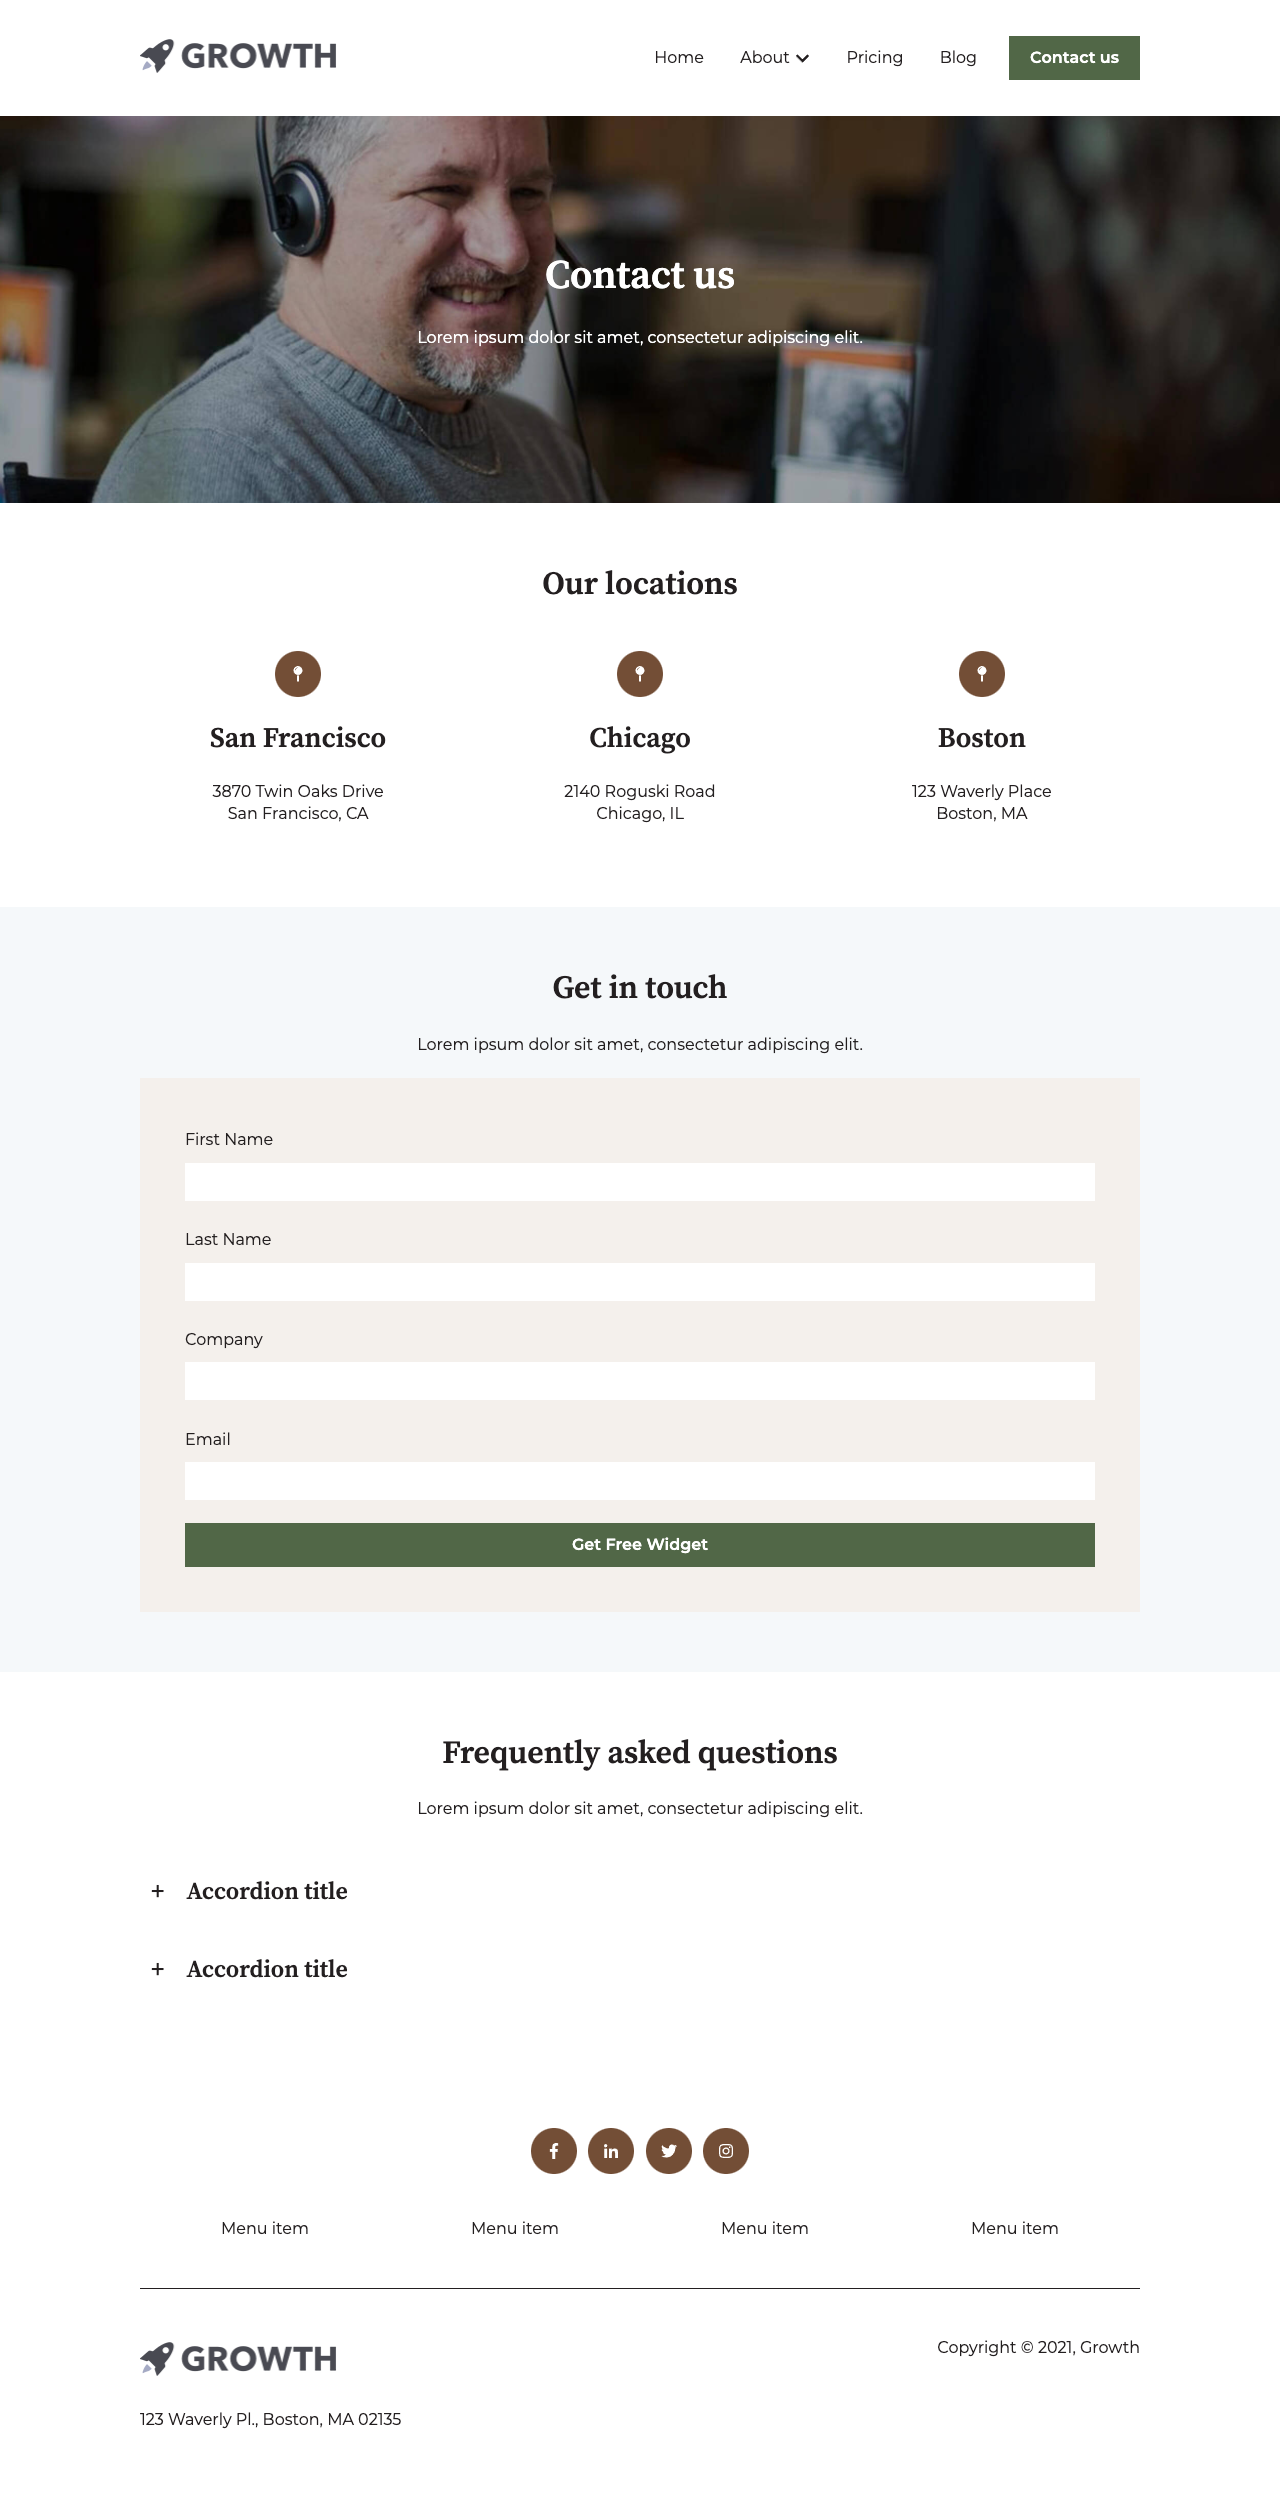 GROWTH
Home About Pricing Blog Contact us
Contact us
Lorem ipsum dolor sit amet, consectetur adipiscing elit.
Our locations
San Francisco
3870 Twin Oaks Drive
San Francisco, CA
Chicago
2140 Roguski Road
Chicago, IL
Boston
123 Waverly Place
Boston, MA
Get in touch
Lorem ipsum dolor sit amet, consectetur adipiscing elit.
First Name
Last Name
Company
Email
Get Free Widget
Frequently asked questions
Lorem ipsum dolor sit amet, consectetur adipiscing elit.
+ Accordion title
+ Accordion title
Menu item Menu item Menu item Menu item
GROWTH
Copyright © 2021, Growth
123 Waverly Pl., Boston, MA 02135